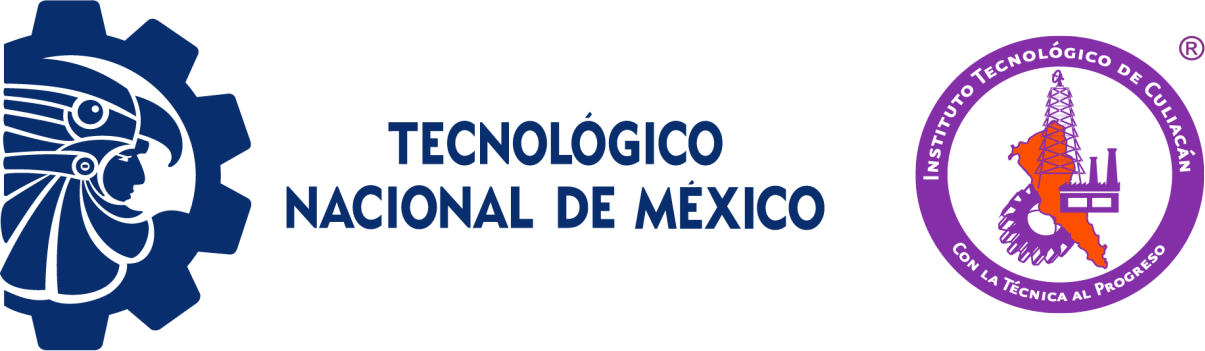 TECNOLÓGICO
NACIONAL DE MÉXICO
INSTITUTO TECNOLÓGICO DE CULIACÁN
CON LA TÉCNICA AL PROGRESO
®